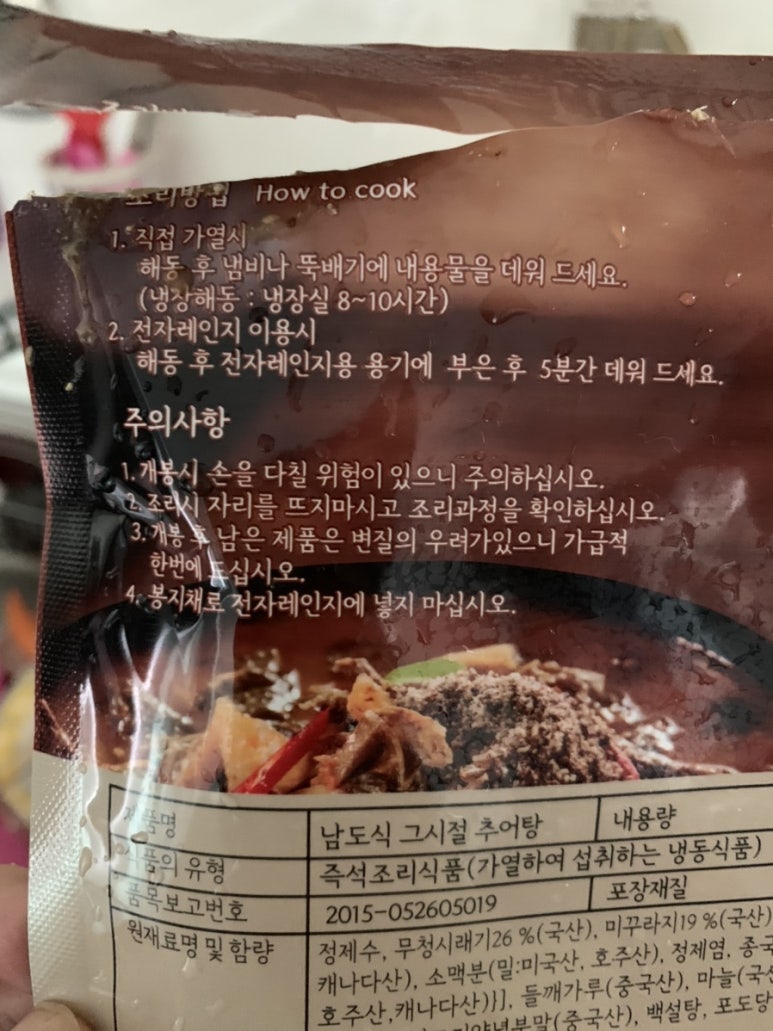 조리방법 How to cook
1. 직접 가열시
해동 후 냄비나 뚝배기에 내용물을 데워 드세요.
(냉장해동 : 냉장실 8~10시간)
2. 전자레인지 이용시
해동 후 전자레인지용 용기에 부은 후 5분간 데워 드세요.
주의사항
1. 개봉시 손을 다칠 위험이 있으니 주의하십시오.
2. 조리시 자리를 뜨지마시고 조리과정을 확인하십시오.
3. 개봉 후 남은 제품은 변질의 우려가있으니 가급적
한번에 드십시오.
4. 봉지채로 전자레인지에 넣지 마십시오.
제품명 남도식 그시절 추어탕 내용량
식품의 유형 즉석조리식품(가열하여 섭취하는 냉동식품)
품목보고번호 2015-052605019 포장재질
원재료명 및 함량 정제수, 무청시래기26 %(국산), 미꾸라지19 %(국산)
캐나다산), 소맥분(밀:미국산, 호주산), 정제염,
호주산,캐나다산)}], 들깨가루(중국산), 마늘(국산
(중국산), 백설탕,